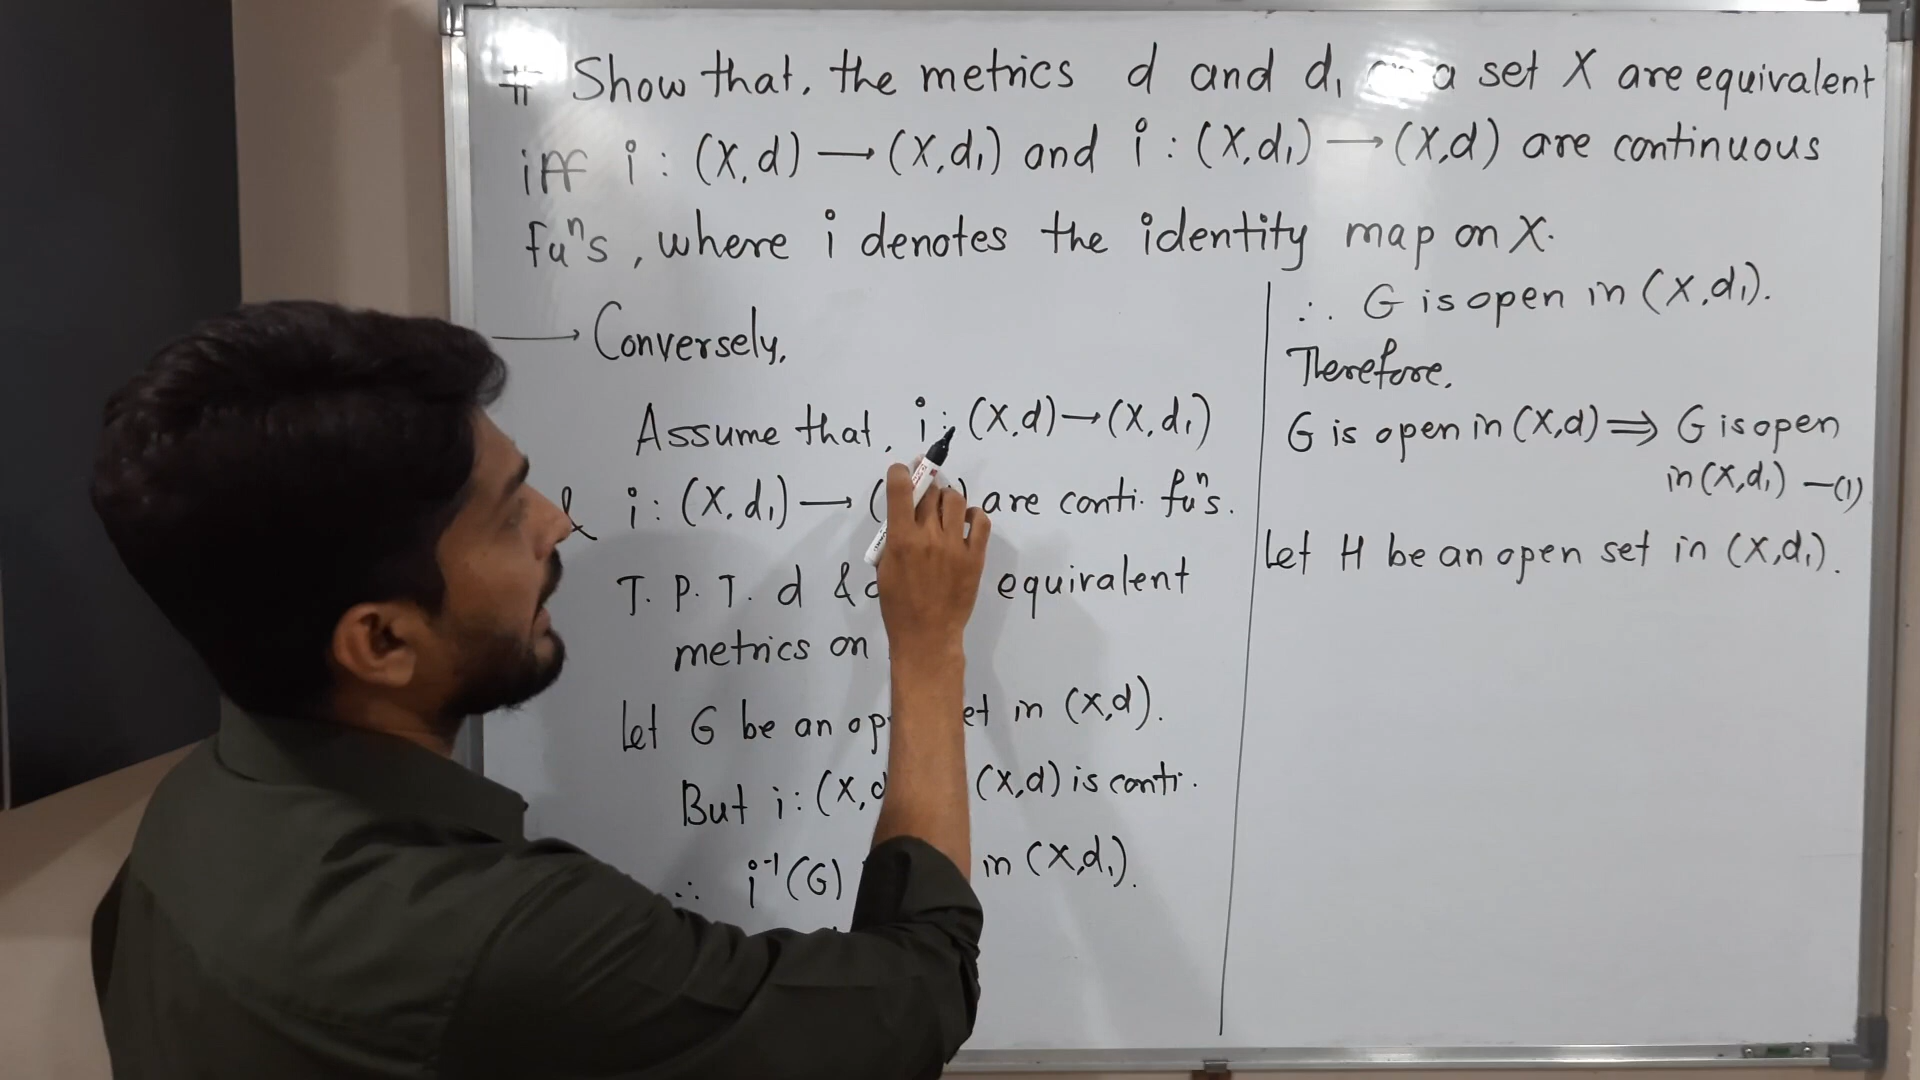 # Show that, the metrics d and d₁ a set X are equivalent
iff i : (X,d) → (X,d₁) and i : (X,d₁) → (X,d) are continuous
fuⁿs, where i denotes the identity map on X.
→ Conversely,
Assume that, i : (X,d) → (X,d₁)
& i : (X,d₁) → ( ) are conti. fuⁿs.
T. P. T. d & equivalent
metrics on
Let G be an in (X,d).
But i : (X, (X,d) is conti.
∴ i⁻¹(G) in (X,d₁).
∴ G is open in (X,d₁).
Therefore,
G is open in (X,d) ⇒ G is open
in (X,d₁) —(1)
Let H be an open set in (X,d₁).